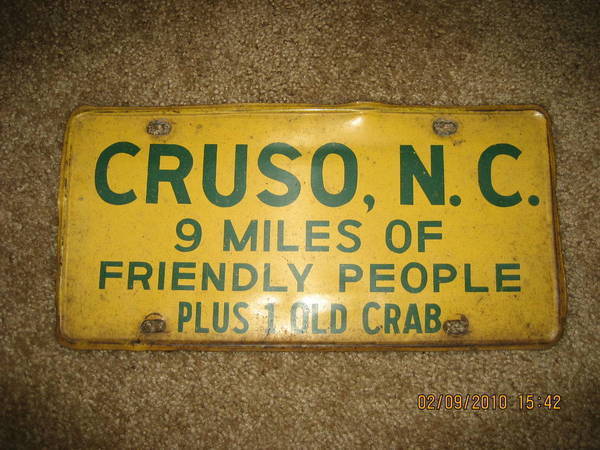 CRUSO, N.C.
9 MILES OF
FRIENDLY PEOPLE
PLUS 1 OLD CRAB
02/09/2010 15:42